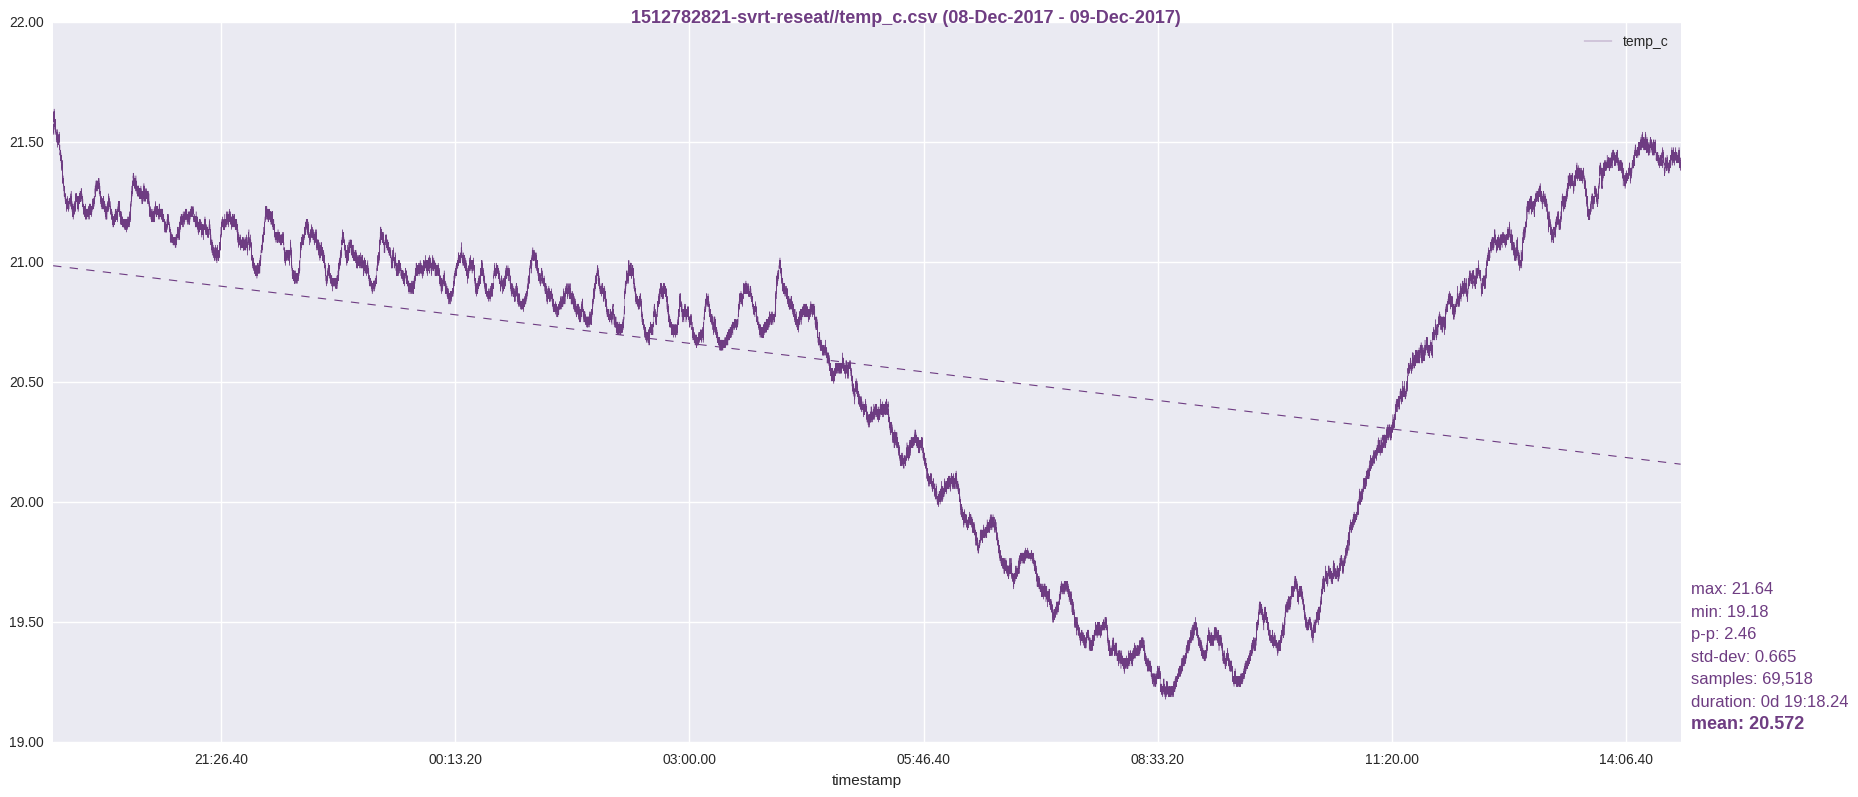 1512782821-svrt-reseat//temp_c.csv (08-Dec-2017 - 09-Dec-2017)
temp_c
22.00
21.50
21.00
20.50
20.00
19.50
19.00
21:26.40 00:13.20 03:00.00 05:46.40 08:33.20 11:20.00 14:06.40
timestamp
max: 21.64
min: 19.18
p-p: 2.46
std-dev: 0.665
samples: 69,518
duration: 0d 19:18.24
mean: 20.572